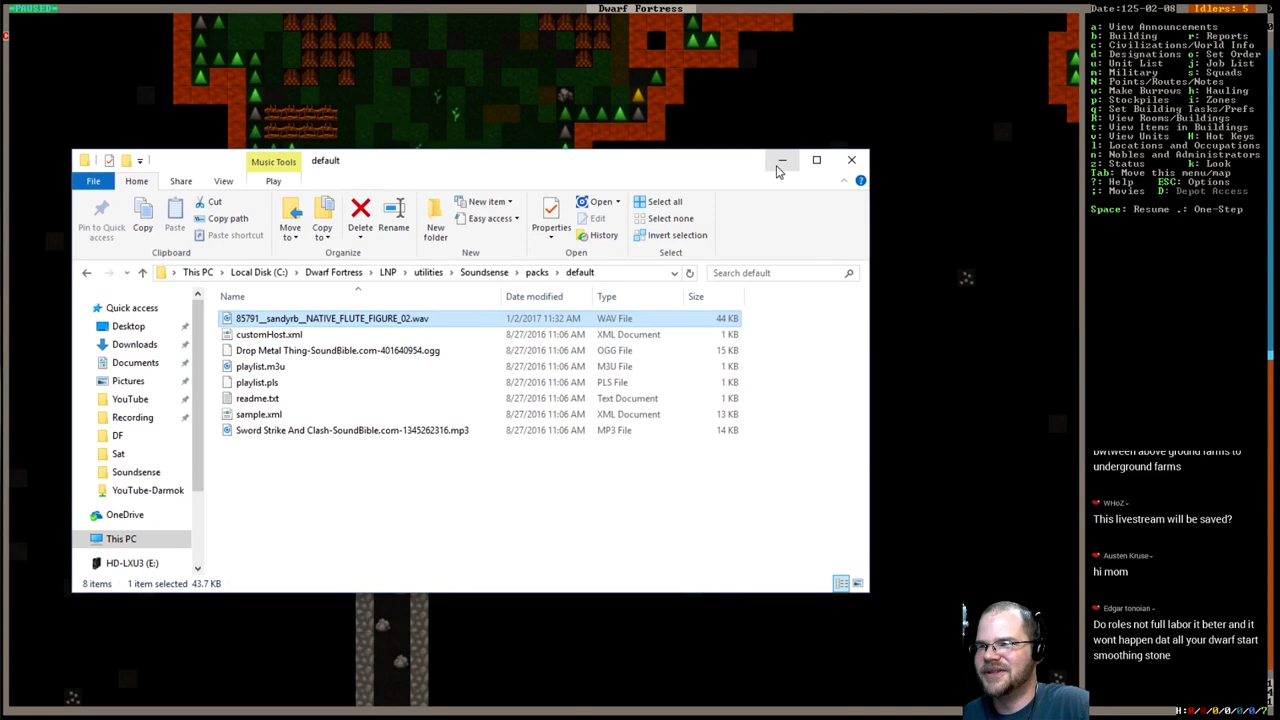 *PAUSED*
Dwarf Fortress
Date:125-02-08
Idlers: 5
a: View Announcements
b: Building r: Reports
c: Civilizations/World Info
d: Designations o: Set Order
u: Unit List j: Job List
m: Military s: Squads
N: Points/Routes/Notes
w: Make Burrows h: Hauling
p: Stockpiles i: Zones
q: Set Building Tasks/Prefs
R: View Rooms/Buildings
t: View Items in Buildings
v: View Units H: Hot Keys
l: Locations and Occupations
n: Nobles and Administrators
z: Status k: Look
Tab: Move this menu/map
?: Help ESC: Options
;: Movies D: Depot Access
Space: Resume .: One-Step
Music Tools
default
File
Home
Share
View
Play
Pin to Quick access
Copy
Paste
Cut
Copy path
Paste shortcut
Clipboard
Move to
Copy to
Delete
Rename
Organize
New folder
New item
Easy access
New
Properties
Open
Edit
History
Open
Select all
Select none
Invert selection
Select
This PC > Local Disk (C:) > Dwarf Fortress > LNP > utilities > Soundsense > packs > default
Search default
Name
Date modified
Type
Size
85791__sandyrb__NATIVE_FLUTE_FIGURE_02.wav 1/2/2017 11:32 AM WAV File 44 KB
customHost.xml 8/27/2016 11:06 AM XML Document 1 KB
Drop Metal Thing-SoundBible.com-401640954.ogg 8/27/2016 11:06 AM OGG File 15 KB
playlist.m3u 8/27/2016 11:06 AM M3U File 1 KB
playlist.pls 8/27/2016 11:06 AM PLS File 1 KB
readme.txt 8/27/2016 11:06 AM Text Document 1 KB
sample.xml 8/27/2016 11:06 AM XML Document 13 KB
Sword Strike And Clash-SoundBible.com-1345262316.mp3 8/27/2016 11:06 AM MP3 File 14 KB
Quick access
Desktop
Downloads
Documents
Pictures
YouTube
Recording
DF
Sat
Soundsense
YouTube-Darmok
OneDrive
This PC
HD-LXU3 (E:)
8 items 1 item selected 43.7 KB
bwtween above ground farms to
underground farms
WHoZ
This livestream will be saved?
Austen Kruse
hi mom
Edgar tonoian
Do roles not full labor it beter and it
wont happen dat all your dwarf start
smoothing stone
H:0/0/0/0/0/0/?